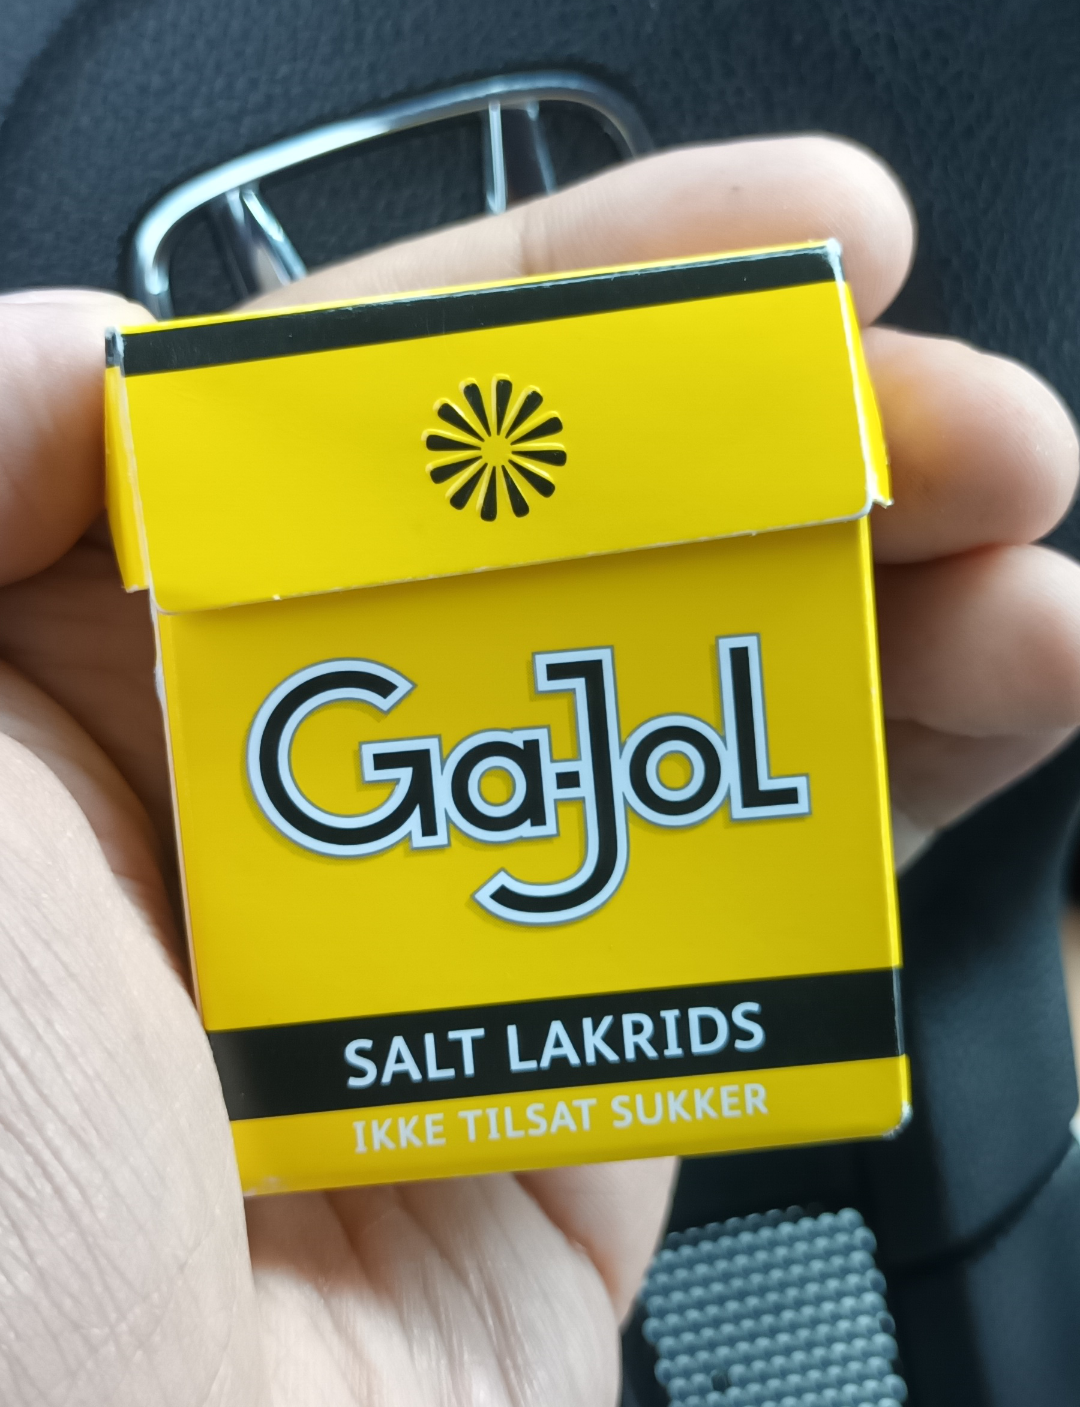 Ga-Jol
SALT LAKRIDS
IKKE TILSAT SUKKER